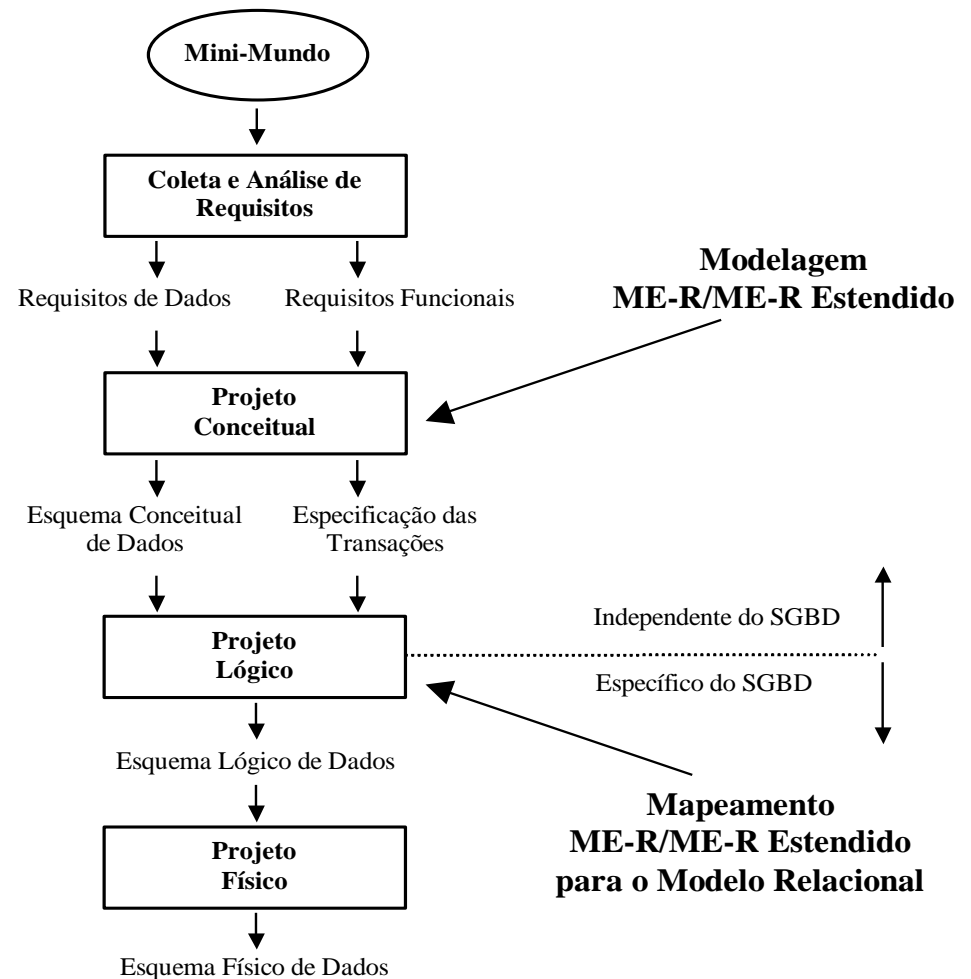 Mini-Mundo
Coleta e Análise de
Requisitos
Requisitos de Dados
Requisitos Funcionais
Modelagem
ME-R/ME-R Estendido
Projeto
Conceitual
Esquema Conceitual
de Dados
Especificação das
Transações
Projeto
Lógico
Independente do SGBD
Específico do SGBD
Esquema Lógico de Dados
Mapeamento
ME-R/ME-R Estendido
para o Modelo Relacional
Projeto
Físico
Esquema Físico de Dados